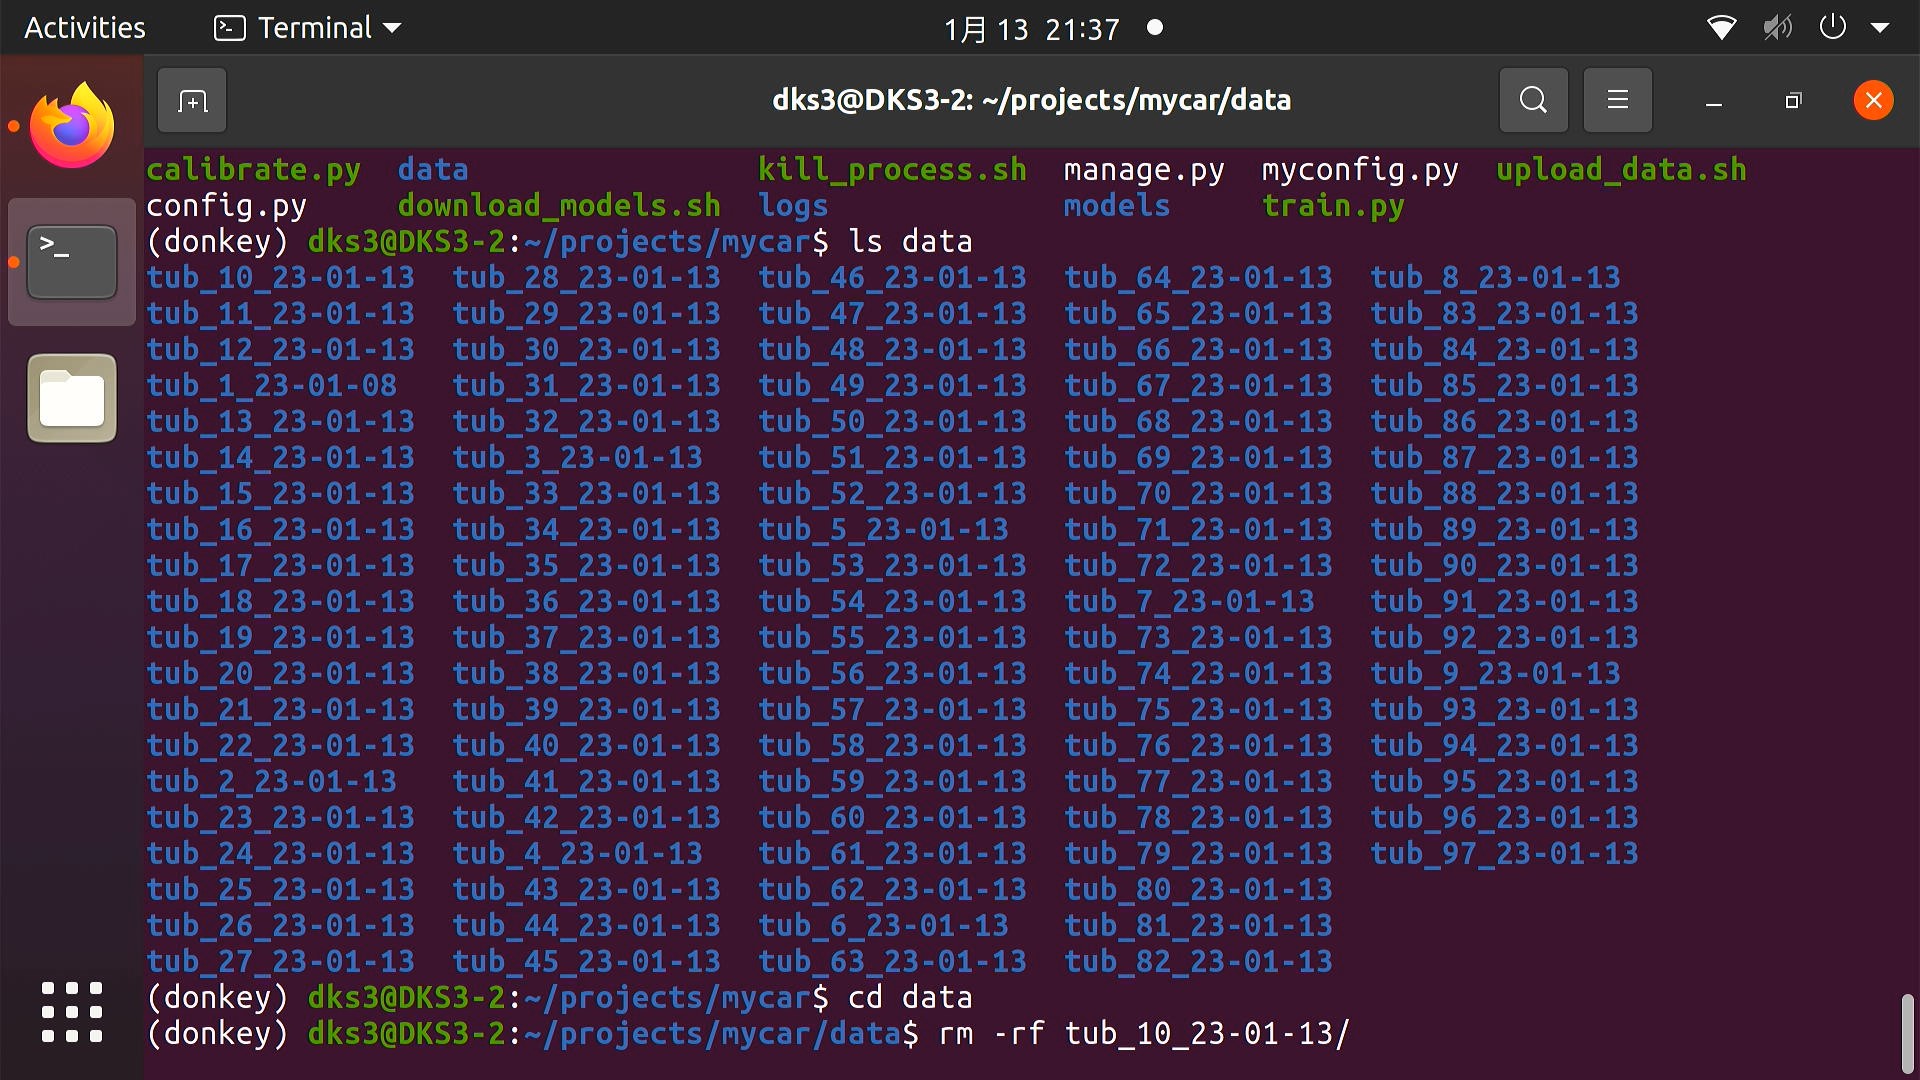 Activities Terminal 1月 13 21:37
dks3@DKS3-2: ~/projects/mycar/data
calibrate.py data kill_process.sh manage.py myconfig.py upload_data.sh
config.py download_models.sh logs models train.py
(donkey) dks3@DKS3-2:~/projects/mycar$ ls data
tub_10_23-01-13 tub_28_23-01-13 tub_46_23-01-13 tub_64_23-01-13 tub_8_23-01-13
tub_11_23-01-13 tub_29_23-01-13 tub_47_23-01-13 tub_65_23-01-13 tub_83_23-01-13
tub_12_23-01-13 tub_30_23-01-13 tub_48_23-01-13 tub_66_23-01-13 tub_84_23-01-13
tub_1_23-01-08 tub_31_23-01-13 tub_49_23-01-13 tub_67_23-01-13 tub_85_23-01-13
tub_13_23-01-13 tub_32_23-01-13 tub_50_23-01-13 tub_68_23-01-13 tub_86_23-01-13
tub_14_23-01-13 tub_3_23-01-13 tub_51_23-01-13 tub_69_23-01-13 tub_87_23-01-13
tub_15_23-01-13 tub_33_23-01-13 tub_52_23-01-13 tub_70_23-01-13 tub_88_23-01-13
tub_16_23-01-13 tub_34_23-01-13 tub_5_23-01-13 tub_71_23-01-13 tub_89_23-01-13
tub_17_23-01-13 tub_35_23-01-13 tub_53_23-01-13 tub_72_23-01-13 tub_90_23-01-13
tub_18_23-01-13 tub_36_23-01-13 tub_54_23-01-13 tub_7_23-01-13 tub_91_23-01-13
tub_19_23-01-13 tub_37_23-01-13 tub_55_23-01-13 tub_73_23-01-13 tub_92_23-01-13
tub_20_23-01-13 tub_38_23-01-13 tub_56_23-01-13 tub_74_23-01-13 tub_9_23-01-13
tub_21_23-01-13 tub_39_23-01-13 tub_57_23-01-13 tub_75_23-01-13 tub_93_23-01-13
tub_22_23-01-13 tub_40_23-01-13 tub_58_23-01-13 tub_76_23-01-13 tub_94_23-01-13
tub_2_23-01-13 tub_41_23-01-13 tub_59_23-01-13 tub_77_23-01-13 tub_95_23-01-13
tub_23_23-01-13 tub_42_23-01-13 tub_60_23-01-13 tub_78_23-01-13 tub_96_23-01-13
tub_24_23-01-13 tub_4_23-01-13 tub_61_23-01-13 tub_79_23-01-13 tub_97_23-01-13
tub_25_23-01-13 tub_43_23-01-13 tub_62_23-01-13 tub_80_23-01-13
tub_26_23-01-13 tub_44_23-01-13 tub_6_23-01-13 tub_81_23-01-13
tub_27_23-01-13 tub_45_23-01-13 tub_63_23-01-13 tub_82_23-01-13
(donkey) dks3@DKS3-2:~/projects/mycar$ cd data
(donkey) dks3@DKS3-2:~/projects/mycar/data$ rm -rf tub_10_23-01-13/